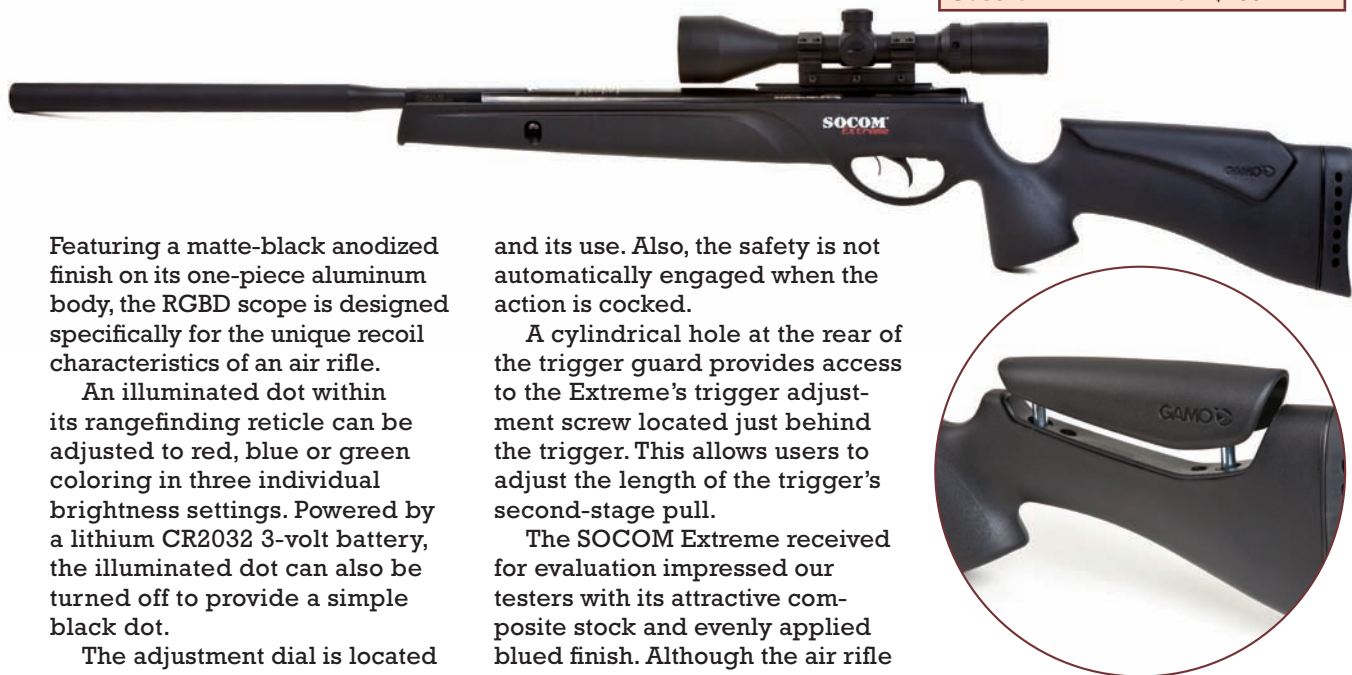 SOCOM
Extreme
GAMO
Featuring a matte-black anodized
finish on its one-piece aluminum
body, the RGBD scope is designed
specifically for the unique recoil
characteristics of an air rifle.
An illuminated dot within
its rangefinding reticle can be
adjusted to red, blue or green
coloring in three individual
brightness settings. Powered by
a lithium CR2032 3-volt battery,
the illuminated dot can also be
turned off to provide a simple
black dot.
The adjustment dial is located
and its use. Also, the safety is not
automatically engaged when the
action is cocked.
A cylindrical hole at the rear of
the trigger guard provides access
to the Extreme’s trigger adjust-
ment screw located just behind
the trigger. This allows users to
adjust the length of the trigger’s
second-stage pull.
The SOCOM Extreme received
for evaluation impressed our
testers with its attractive com-
posite stock and evenly applied
blued finish. Although the air rifle
GAMO